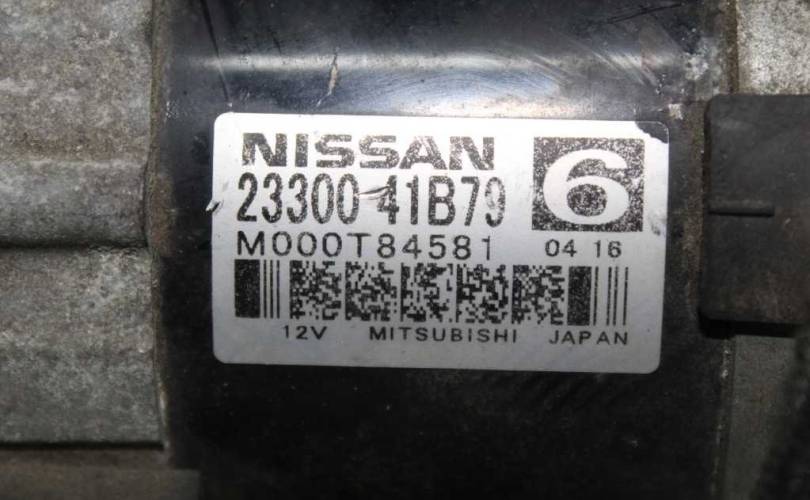 NISSAN
6
23300 41B79
M000T84581 04 16
12V MITSUBISHI JAPAN